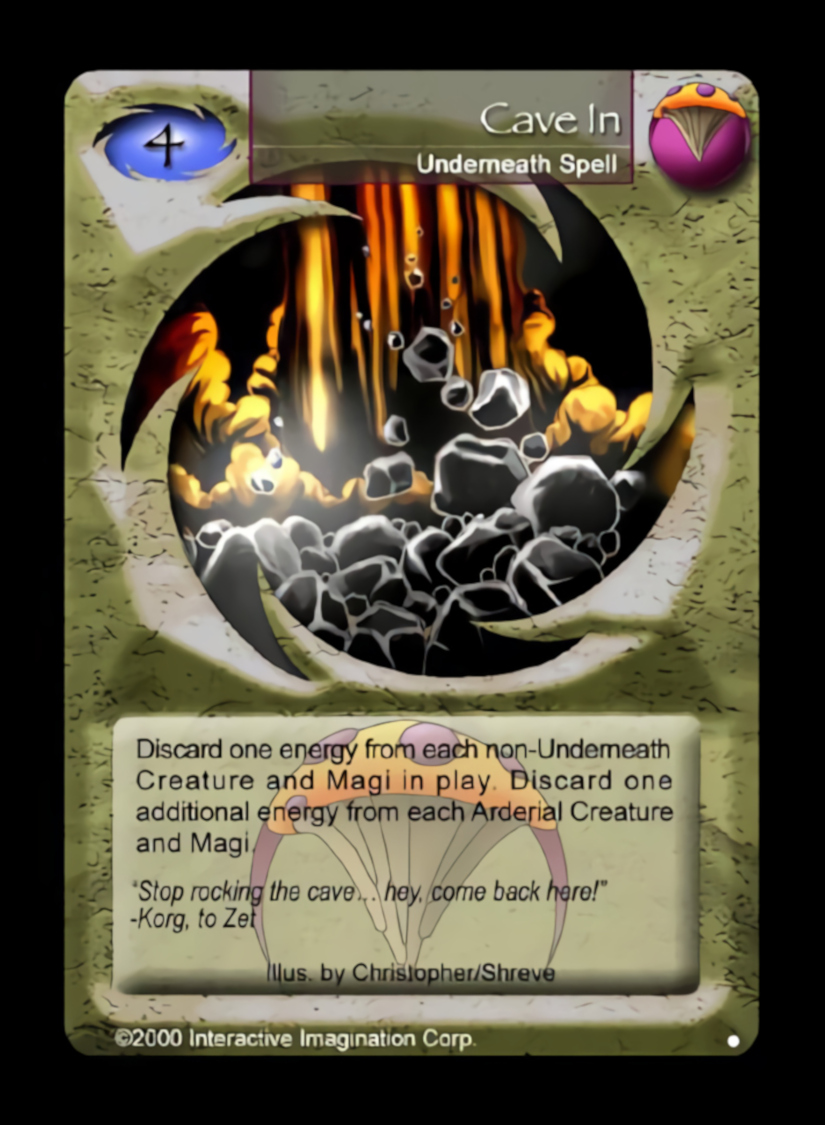 4
Cave In
Underneath Spell
Discard one energy from each non-Underneath
Creature and Magi in play. Discard one
additional energy from each Arderial Creature
and Magi.
"Stop rocking the cave... hey, come back here!"
-Korg, to Zet
Illus. by Christopher/Shreve
©2000 Interactive Imagination Corp.